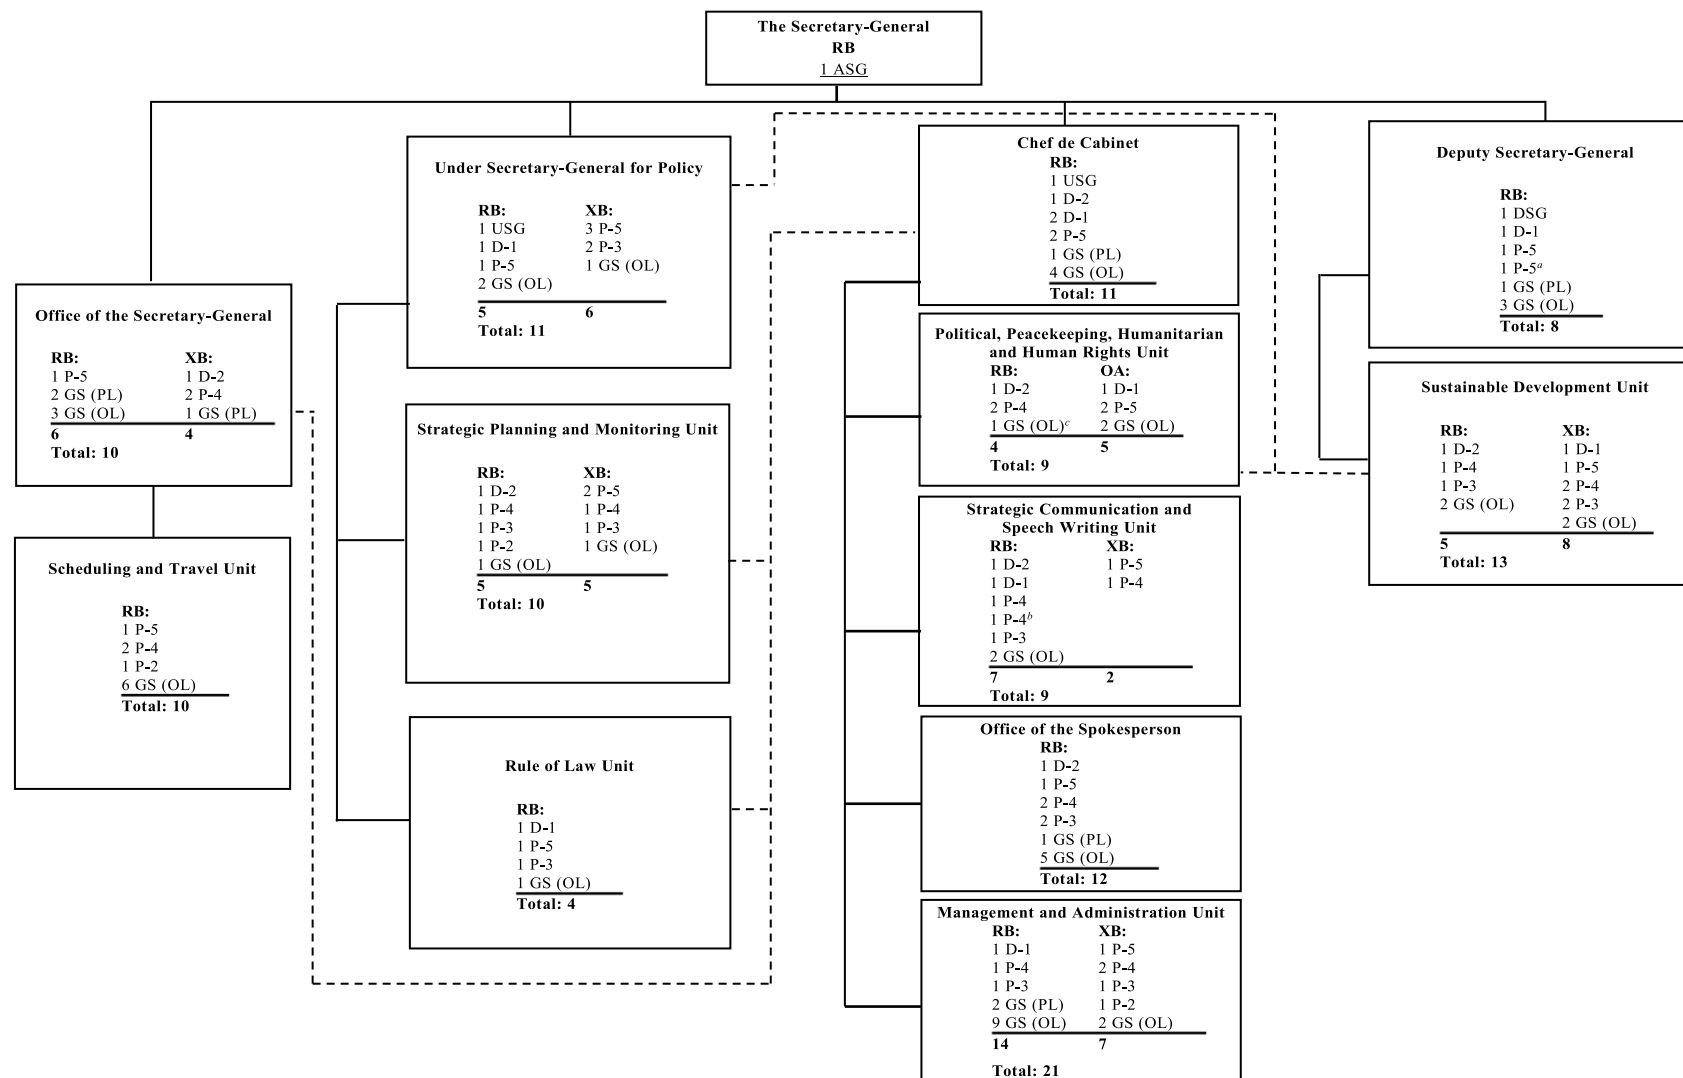 The Secretary-General
RB
1 ASG
Office of the Secretary-General
RB: XB:
1 P-5 1 D-2
2 GS (PL) 2 P-4
3 GS (OL) 1 GS (PL)
6 4
Total: 10
Scheduling and Travel Unit
RB:
1 P-5
2 P-4
1 P-2
6 GS (OL)
Total: 10
Under Secretary-General for Policy
RB: XB:
1 USG 3 P-5
1 D-1 2 P-3
1 P-5 1 GS (OL)
2 GS (OL)
5 6
Total: 11
Strategic Planning and Monitoring Unit
RB: XB:
1 D-2 2 P-5
1 P-4 1 P-4
1 P-3 1 P-3
1 P-2 1 GS (OL)
1 GS (OL)
5 5
Total: 10
Rule of Law Unit
RB:
1 D-1
1 P-5
1 P-3
1 GS (OL)
Total: 4
Chef de Cabinet
RB:
1 USG
1 D-2
2 D-1
2 P-5
1 GS (PL)
4 GS (OL)
Total: 11
Political, Peacekeeping, Humanitarian
and Human Rights Unit
RB: OA:
1 D-2 1 D-1
2 P-4 2 P-5
1 GS (OL)c 2 GS (OL)
4 5
Total: 9
Strategic Communication and
Speech Writing Unit
RB: XB:
1 D-2 1 P-5
1 D-1 1 P-4
1 P-4
1 P-4b
1 P-3
2 GS (OL)
7 2
Total: 9
Office of the Spokesperson
RB:
1 D-2
1 P-5
2 P-4
2 P-3
1 GS (PL)
5 GS (OL)
Total: 12
Management and Administration Unit
RB: XB:
1 D-1 1 P-5
1 P-4 2 P-4
1 P-3 1 P-3
2 GS (PL) 1 P-2
9 GS (OL) 2 GS (OL)
14 7
Total: 21
Deputy Secretary-General
RB:
1 DSG
1 D-1
1 P-5
1 P-5a
1 GS (PL)
3 GS (OL)
Total: 8
Sustainable Development Unit
RB: XB:
1 D-2 1 D-1
1 P-4 1 P-5
1 P-3 2 P-4
2 GS (OL) 2 P-3
2 GS (OL)
5 8
Total: 13